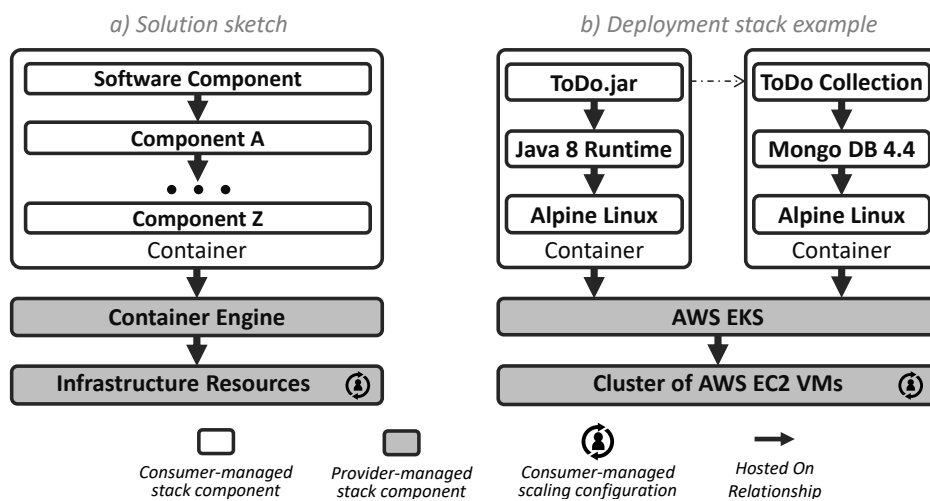 a) Solution sketch
Software Component
Component A
• • •
Component Z
Container
Container Engine
Infrastructure Resources
b) Deployment stack example
ToDo.jar
Java 8 Runtime
Alpine Linux
Container
ToDo Collection
Mongo DB 4.4
Alpine Linux
Container
AWS EKS
Cluster of AWS EC2 VMs
Consumer-managed
stack component
Provider-managed
stack component
Consumer-managed
scaling configuration
Hosted On
Relationship